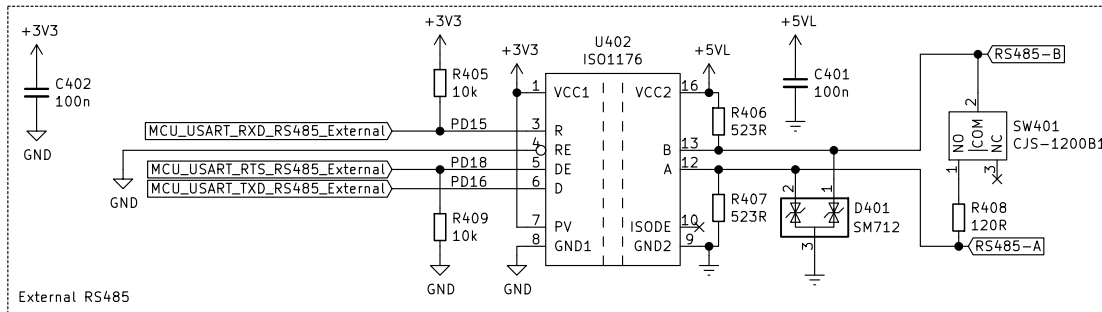 +3V3
C402
100n
GND
+3V3
R405
10k
MCU_USART_RXD_RS485_External
PD15
GND
MCU_USART_RTS_RS485_External
PD18
MCU_USART_TXD_RS485_External
PD16
R409
10k
GND
+3V3
GND
U402
ISO1176
1
VCC1
3
R
4
RE
5
DE
6
D
7
PV
8
GND1
16
VCC2
13
B
12
A
10
ISODE
9
GND2
+5VL
R406
523R
R407
523R
+5VL
C401
100n
2
1
3
D401
SM712
RS485-B
2
NO
COM
NC
1
3
SW401
CJS-1200B1
R408
120R
RS485-A
External RS485